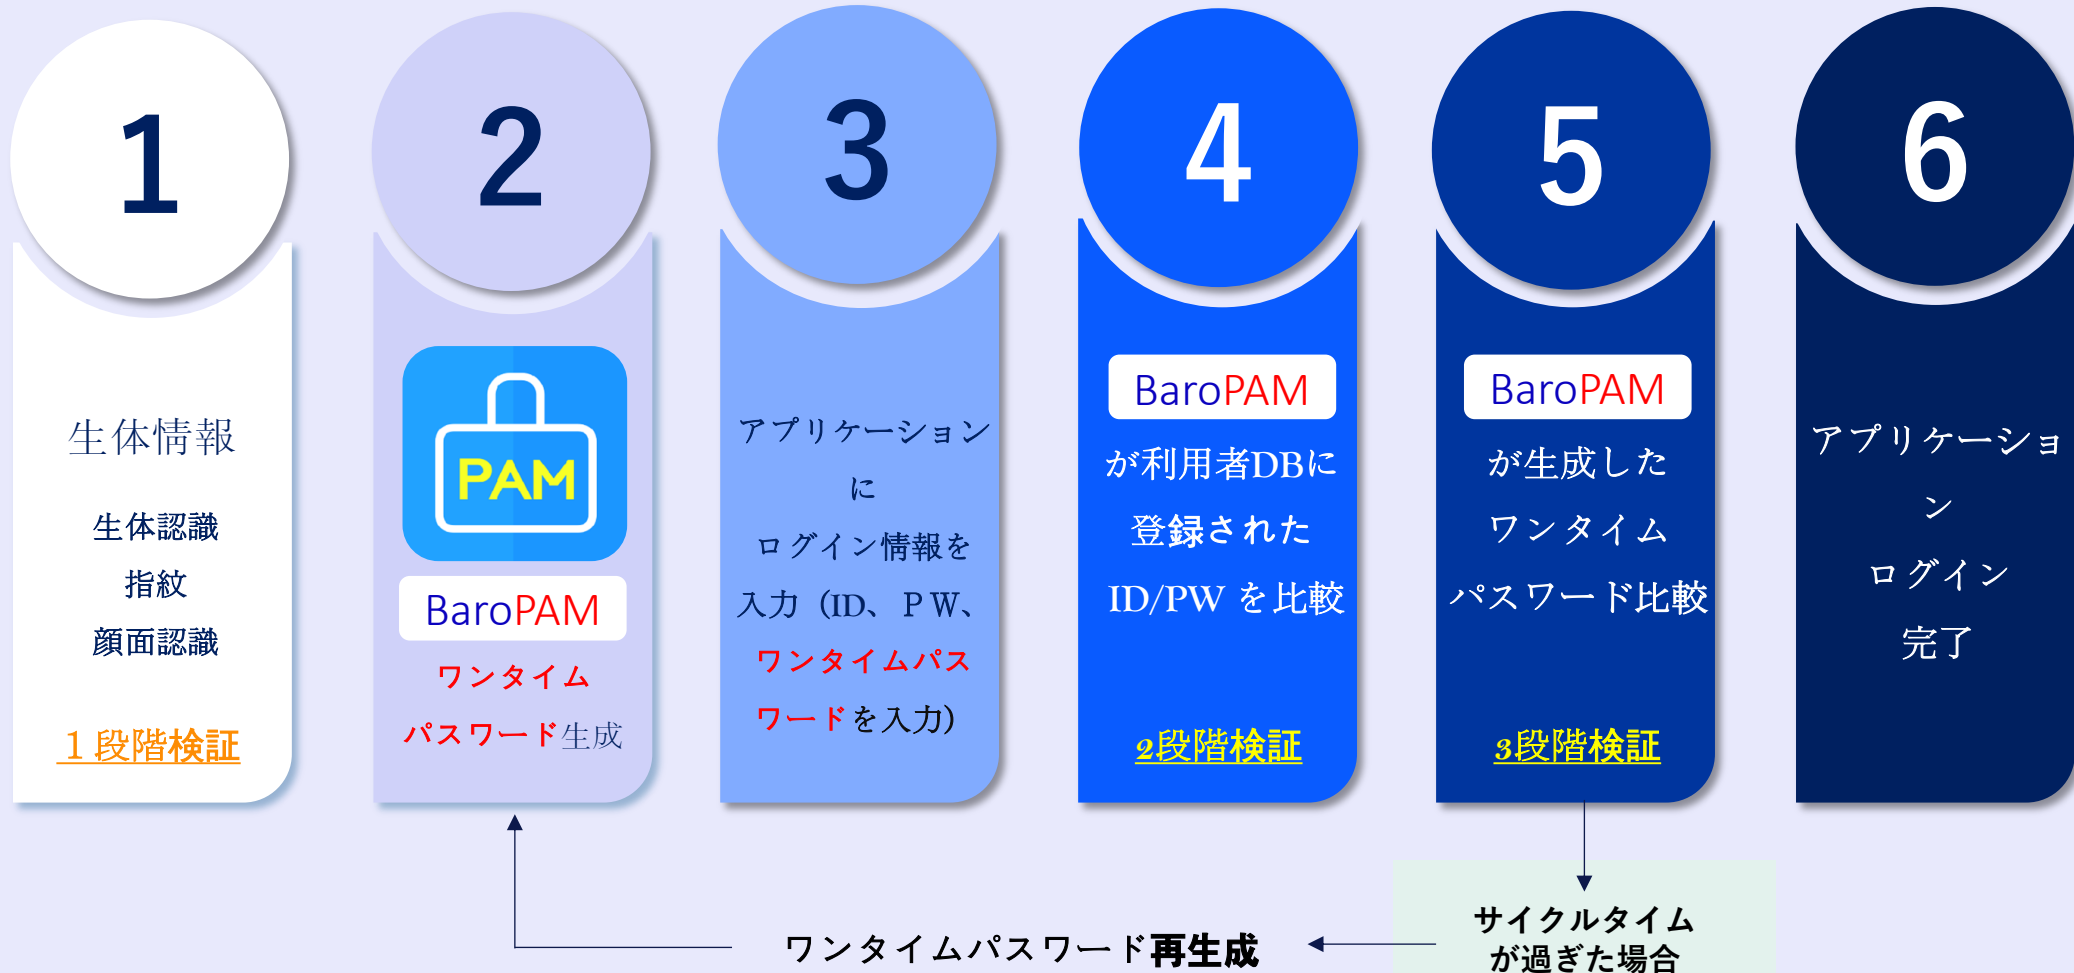 1
生体情報
生体認識
指紋
顔面認識
１段階検証
2
PAM
BaroPAM
ワンタイム
パスワード生成
3
アプリケーション
に
ログイン情報を
入力（ID、ＰＷ、
ワンタイムパス
ワードを入力）
4
BaroPAM
が利用者DBに
登録された
ID/PW を比較
2段階検証
5
BaroPAM
が生成した
ワンタイム
パスワード比較
3段階検証
6
アプリケーショ
ン
ログイン
完了
サイクルタイム
が過ぎた場合
ワンタイムパスワード再生成